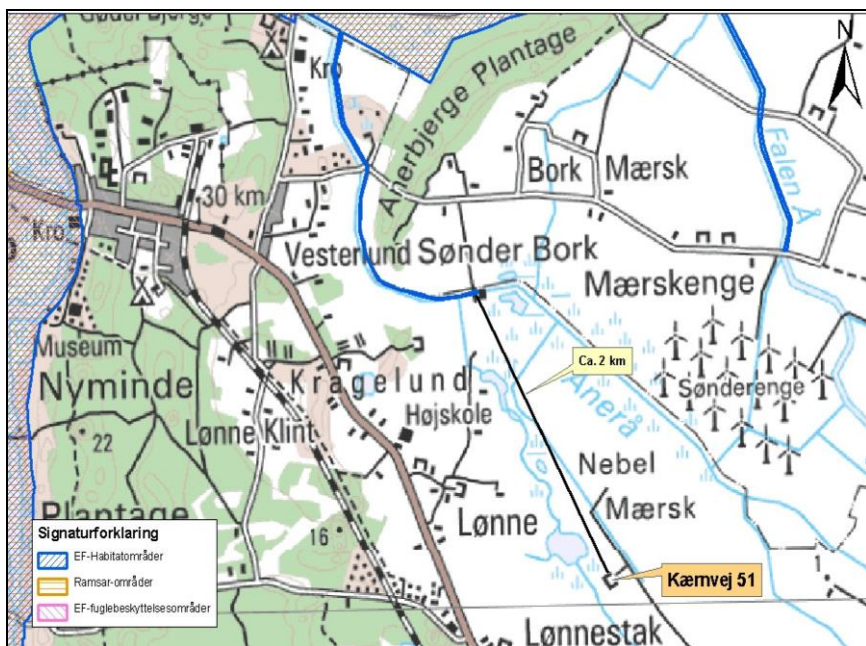 N
Kro
Anerbjerge Plantage
Falen Å
Bork
Mærsk
30 km
Kro
Vesterlund
Sønder Bork
Mærskenge
Ca. 2 km
Museum
Sønderenge
Kragelund
Anerå
Nyminde
Højskole
Lønne Klint
22
Nebel
Mærsk
Plantage
Lønne
16
1
Signaturforklaring
EF-Habitatområder
Ramsar-områder
EF-fuglebeskyttelsesområder
Kærnvej 51
Lønnestak